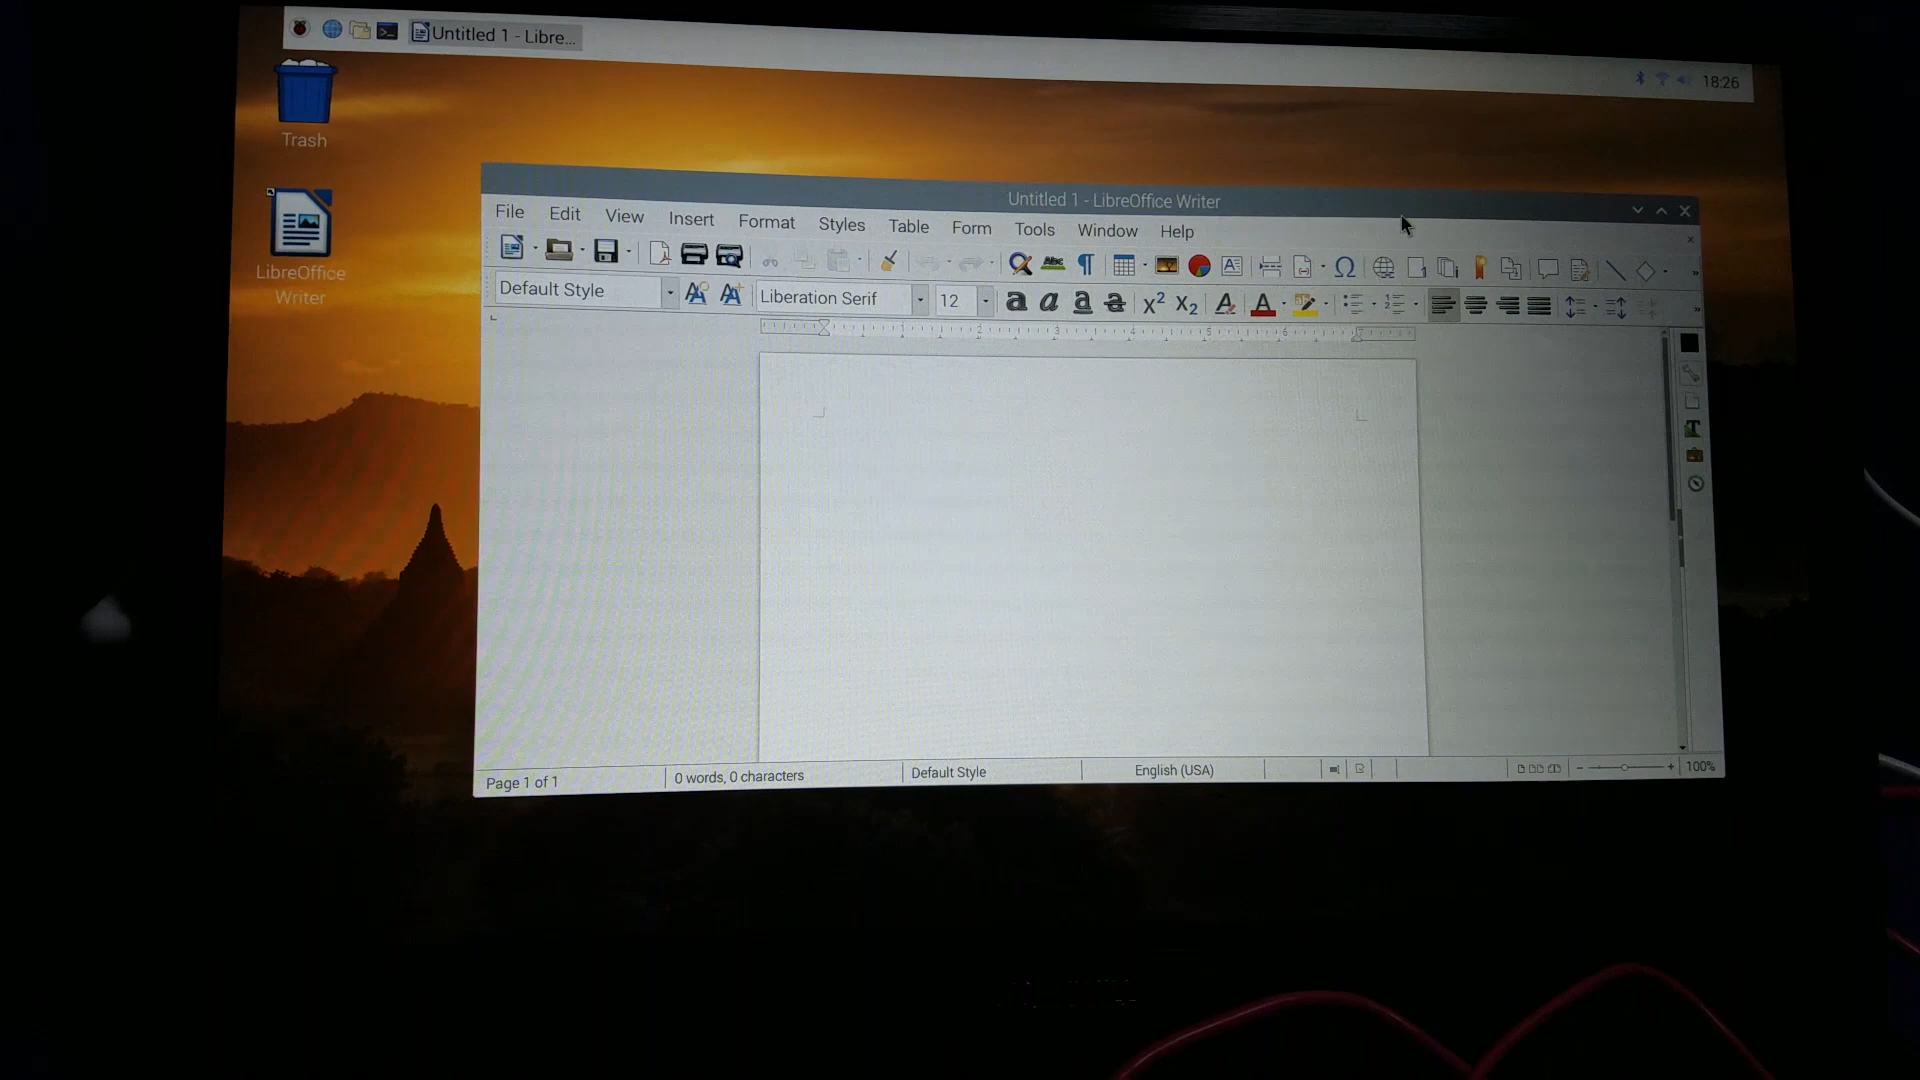 Untitled 1 - Libre...
18:26
Trash
LibreOffice
Writer
Untitled 1 - LibreOffice Writer
File Edit View Insert Format Styles Table Form Tools Window Help
Default Style Liberation Serif 12
Page 1 of 1 0 words, 0 characters Default Style English (USA) 100%